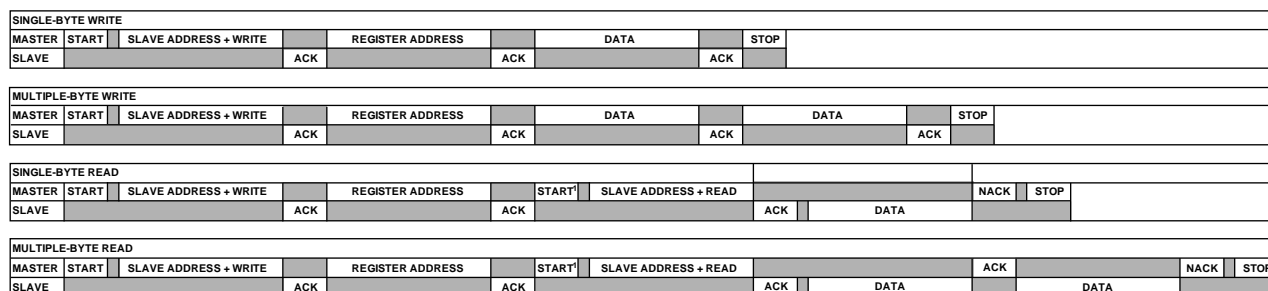 SINGLE-BYTE WRITE
MASTER START SLAVE ADDRESS + WRITE REGISTER ADDRESS DATA STOP
SLAVE ACK ACK ACK
MULTIPLE-BYTE WRITE
MASTER START SLAVE ADDRESS + WRITE REGISTER ADDRESS DATA DATA STOP
SLAVE ACK ACK ACK ACK
SINGLE-BYTE READ
MASTER START SLAVE ADDRESS + WRITE REGISTER ADDRESS START¹ SLAVE ADDRESS + READ NACK STOP
SLAVE ACK ACK ACK DATA
MULTIPLE-BYTE READ
MASTER START SLAVE ADDRESS + WRITE REGISTER ADDRESS START¹ SLAVE ADDRESS + READ ACK NACK STOP
SLAVE ACK ACK ACK DATA DATA